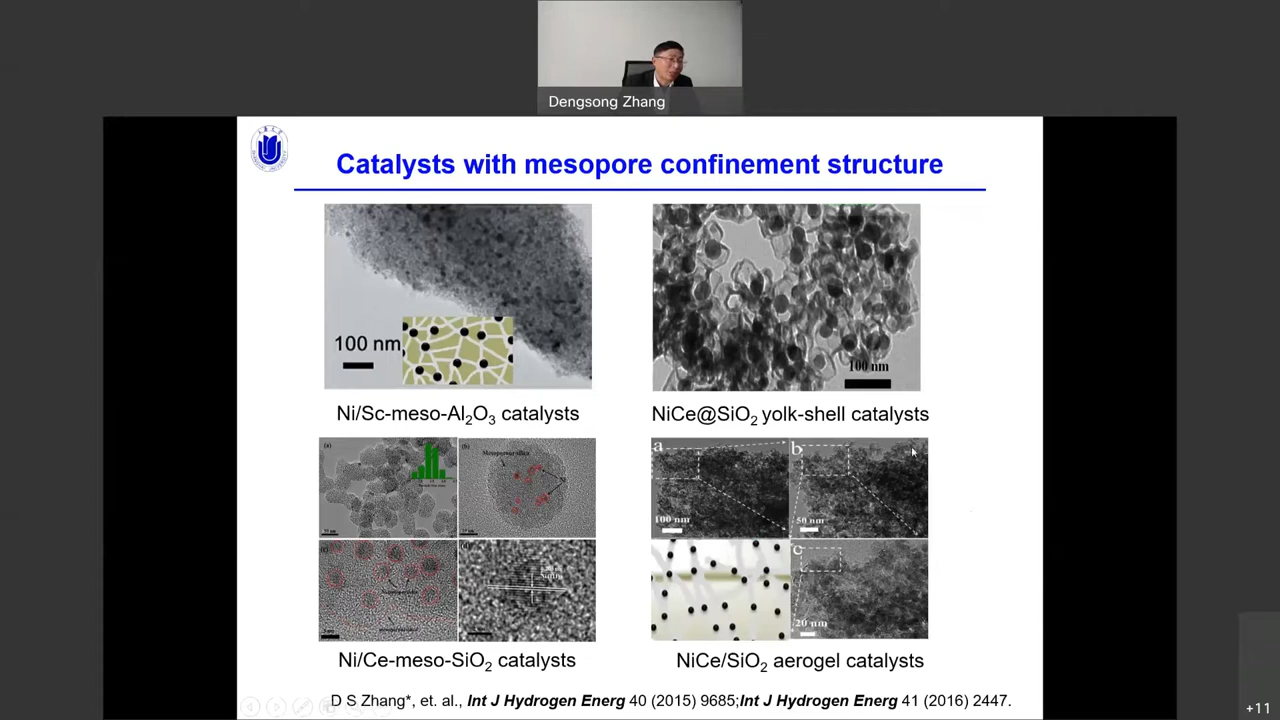 Dengsong Zhang
Catalysts with mesopore confinement structure
100 nm
100 nm
Ni/Sc-meso-Al₂O₃ catalysts
NiCe@SiO₂ yolk-shell catalysts
(a)
(b)
Mesoporous silica
a
b
100 nm
50 nm
(c)
(d)
c
20 nm
Ni/Ce-meso-SiO₂ catalysts
NiCe/SiO₂ aerogel catalysts
D S Zhang*, et. al., Int J Hydrogen Energ 40 (2015) 9685;Int J Hydrogen Energ 41 (2016) 2447.
+11